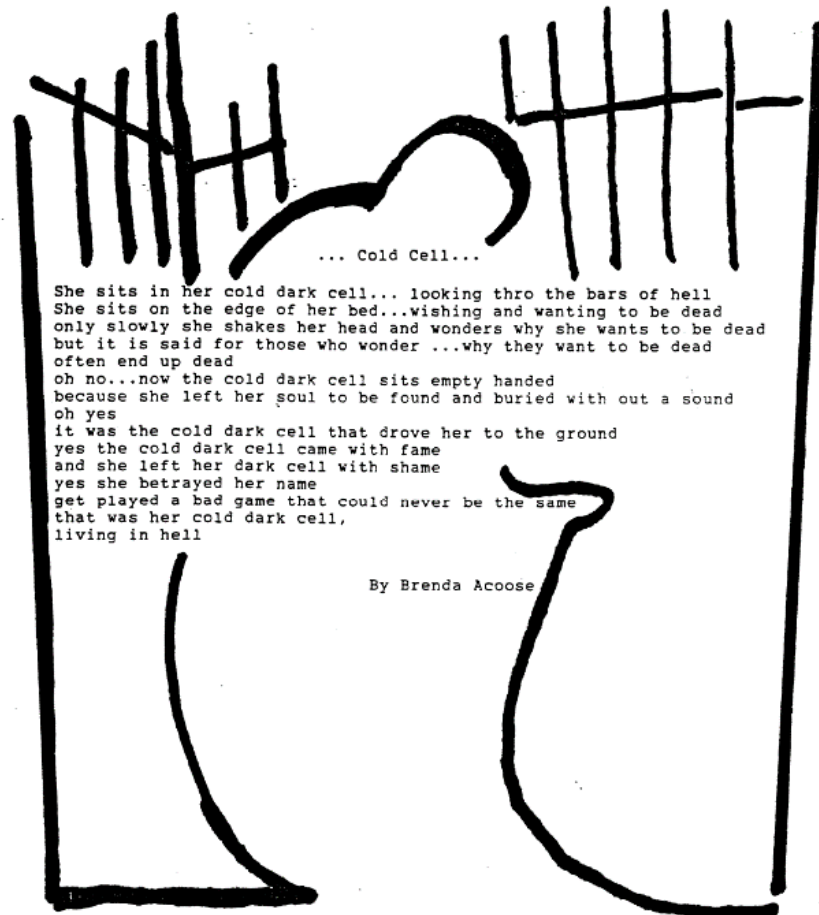 ... Cold Cell...
She sits in her cold dark cell... looking thro the bars of hell
She sits on the edge of her bed...wishing and wanting to be dead
only slowly she shakes her head and wonders why she wants to be dead
but it is said for those who wonder ...why they want to be dead
often end up dead
oh no...now the cold dark cell sits empty handed
because she left her soul to be found and buried with out a sound
oh yes
it was the cold dark cell that drove her to the ground
yes the cold dark cell came with fame
and she left her dark cell with shame
yes she betrayed her name
get played a bad game that could never be the same
that was her cold dark cell,
living in hell
By Brenda Acoose